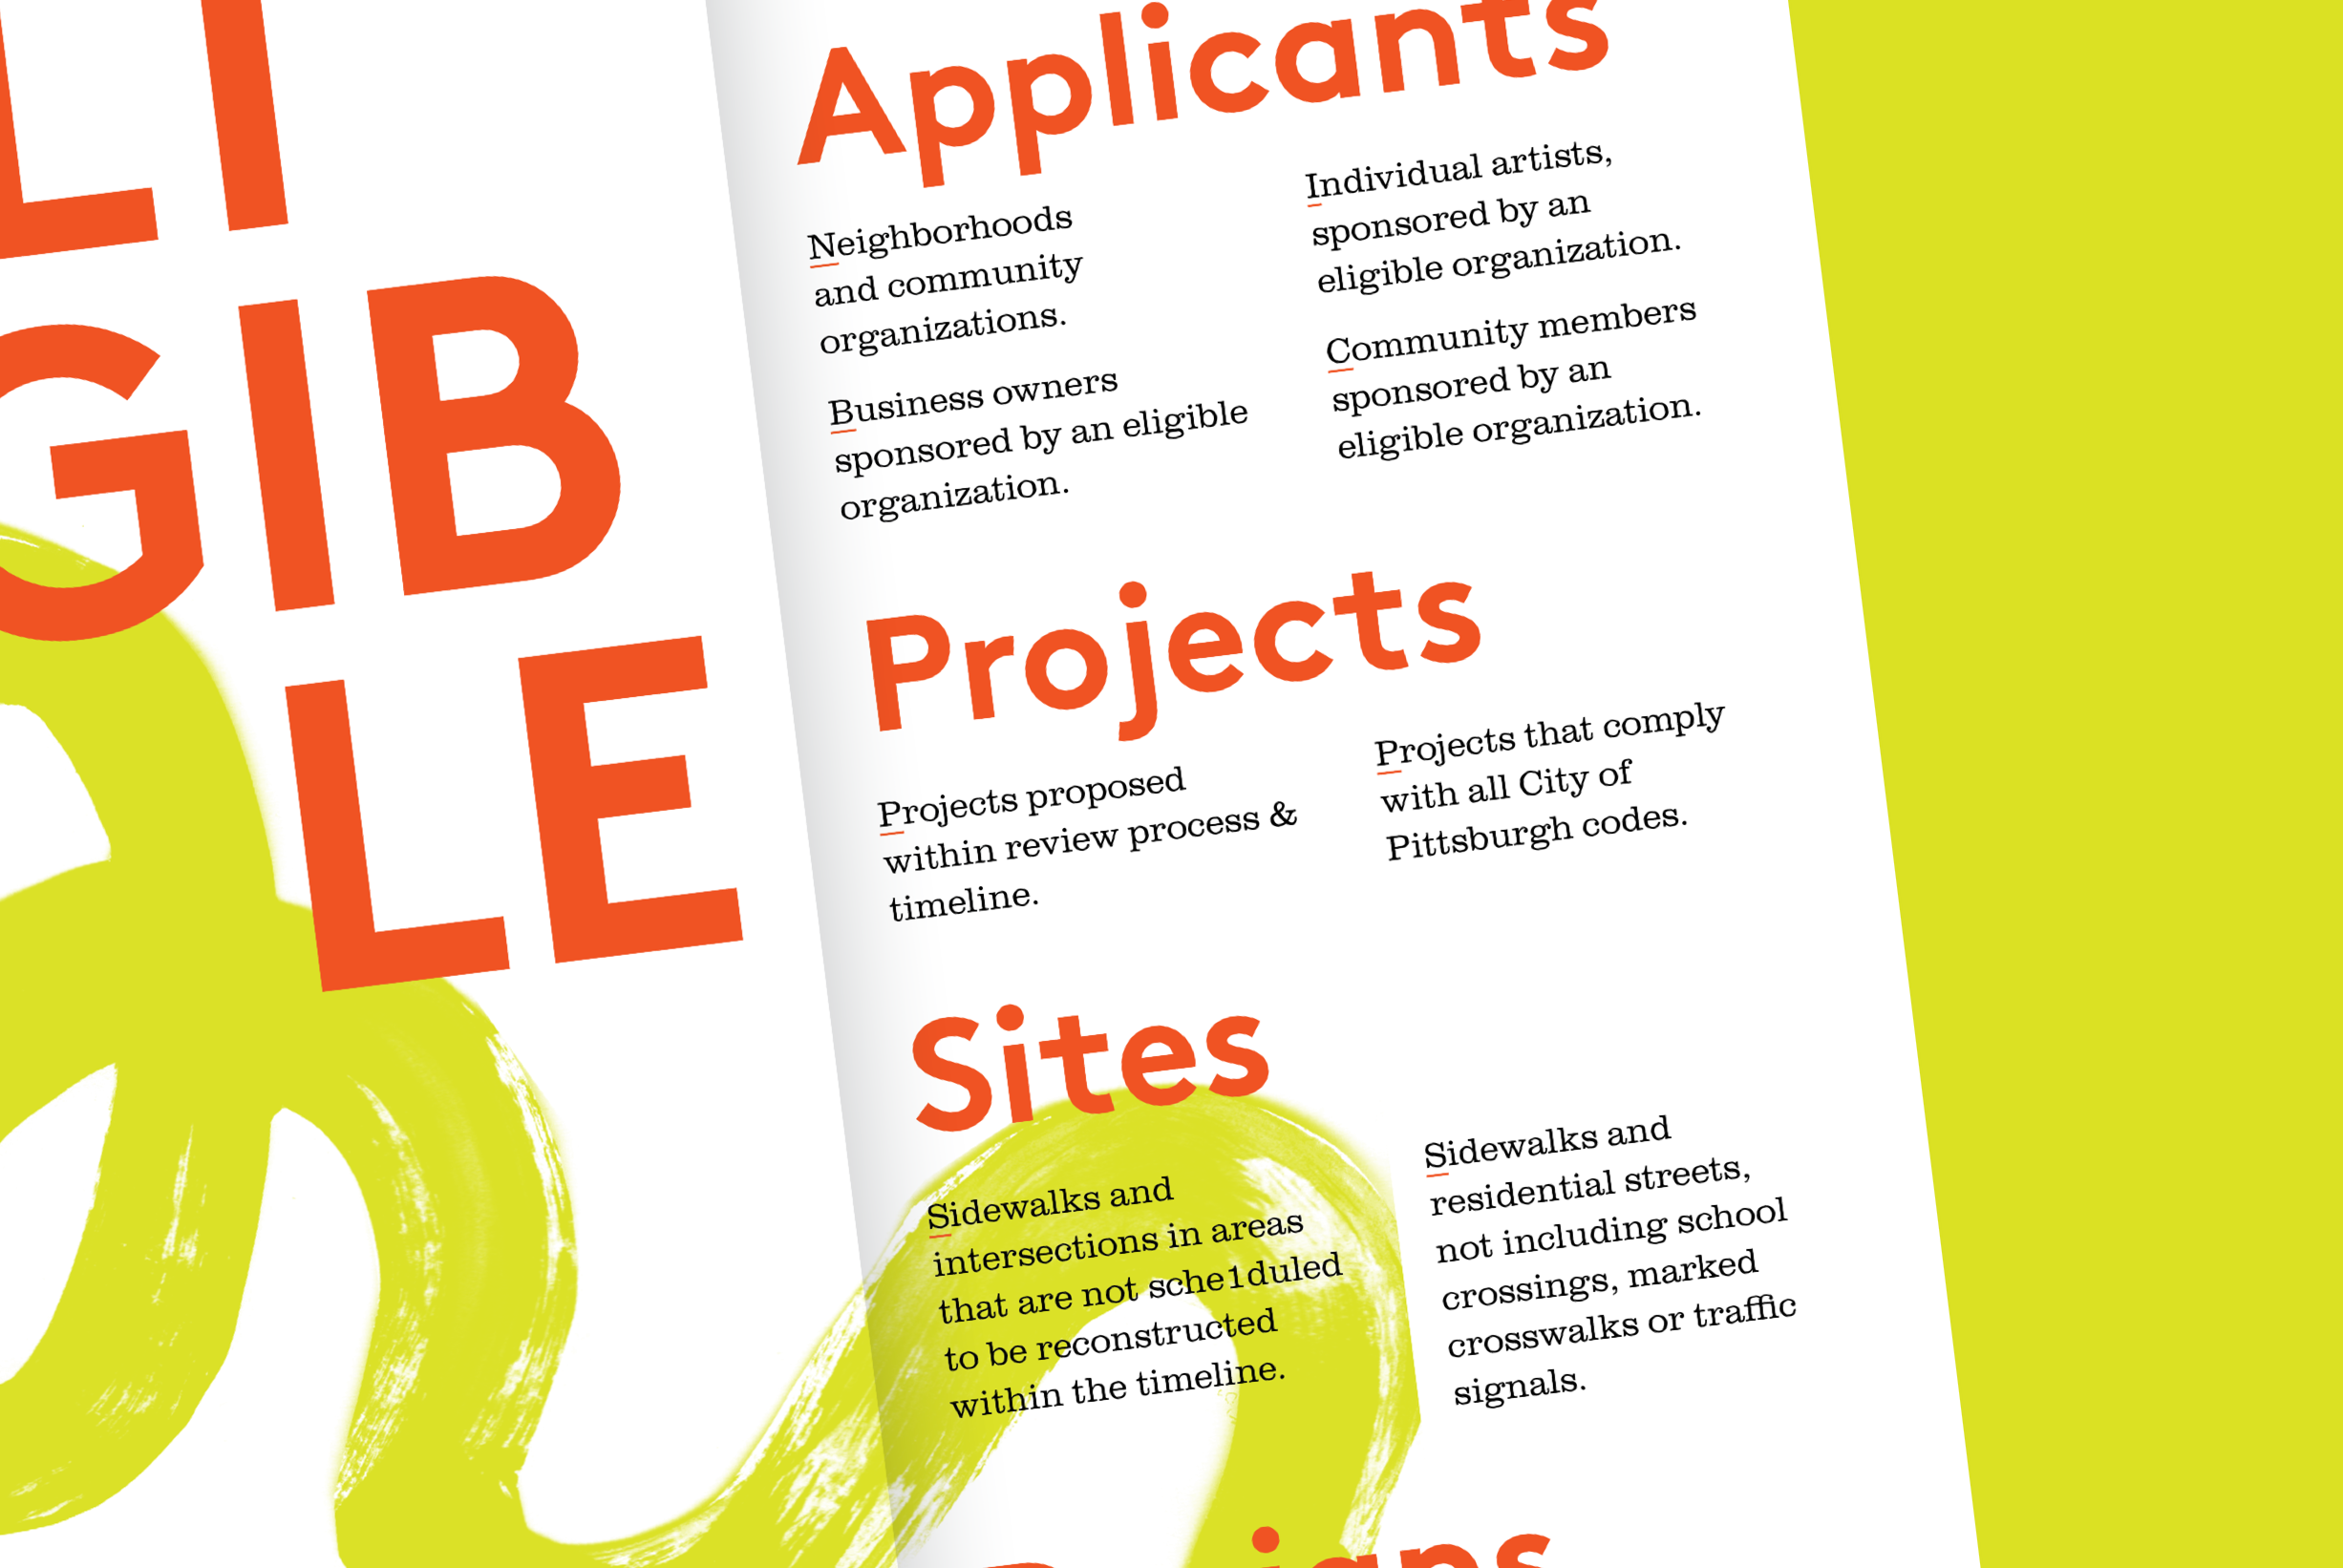 LI
GIB
LE
Applicants
Neighborhoods
and community
organizations.
Business owners
sponsored by an eligible
organization.
Individual artists,
sponsored by an
eligible organization.
Community members
sponsored by an
eligible organization.
Projects
Projects proposed
within review process &
timeline.
Projects that comply
with all City of
Pittsburgh codes.
Sites
Sidewalks and
intersections in areas
that are not sche1duled
to be reconstructed
within the timeline.
Sidewalks and
residential streets,
not including school
crossings, marked
crosswalks or traffic
signals.
Designs